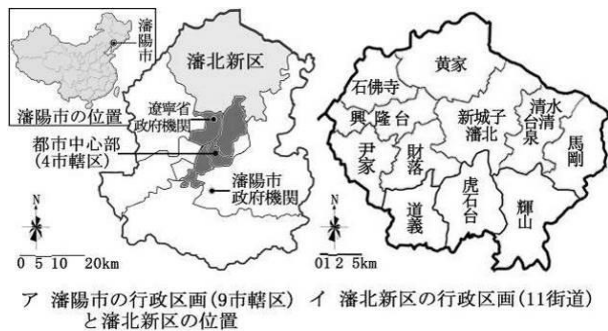 瀋陽市
瀋陽市の位置
瀋北新区
遼寧省
政府機関
都市中心部
(4市轄区)
瀋陽市
政府機関
N
0 5 10 20km
ア 瀋陽市の行政区画(9市轄区)
と瀋北新区の位置
黄家
石佛寺
興隆台
新城子
瀋北
清水台
清泉
馬剛
尹家
財落
道義
虎石台
輝山
N
01 2 5km
イ 瀋北新区の行政区画(11街道)